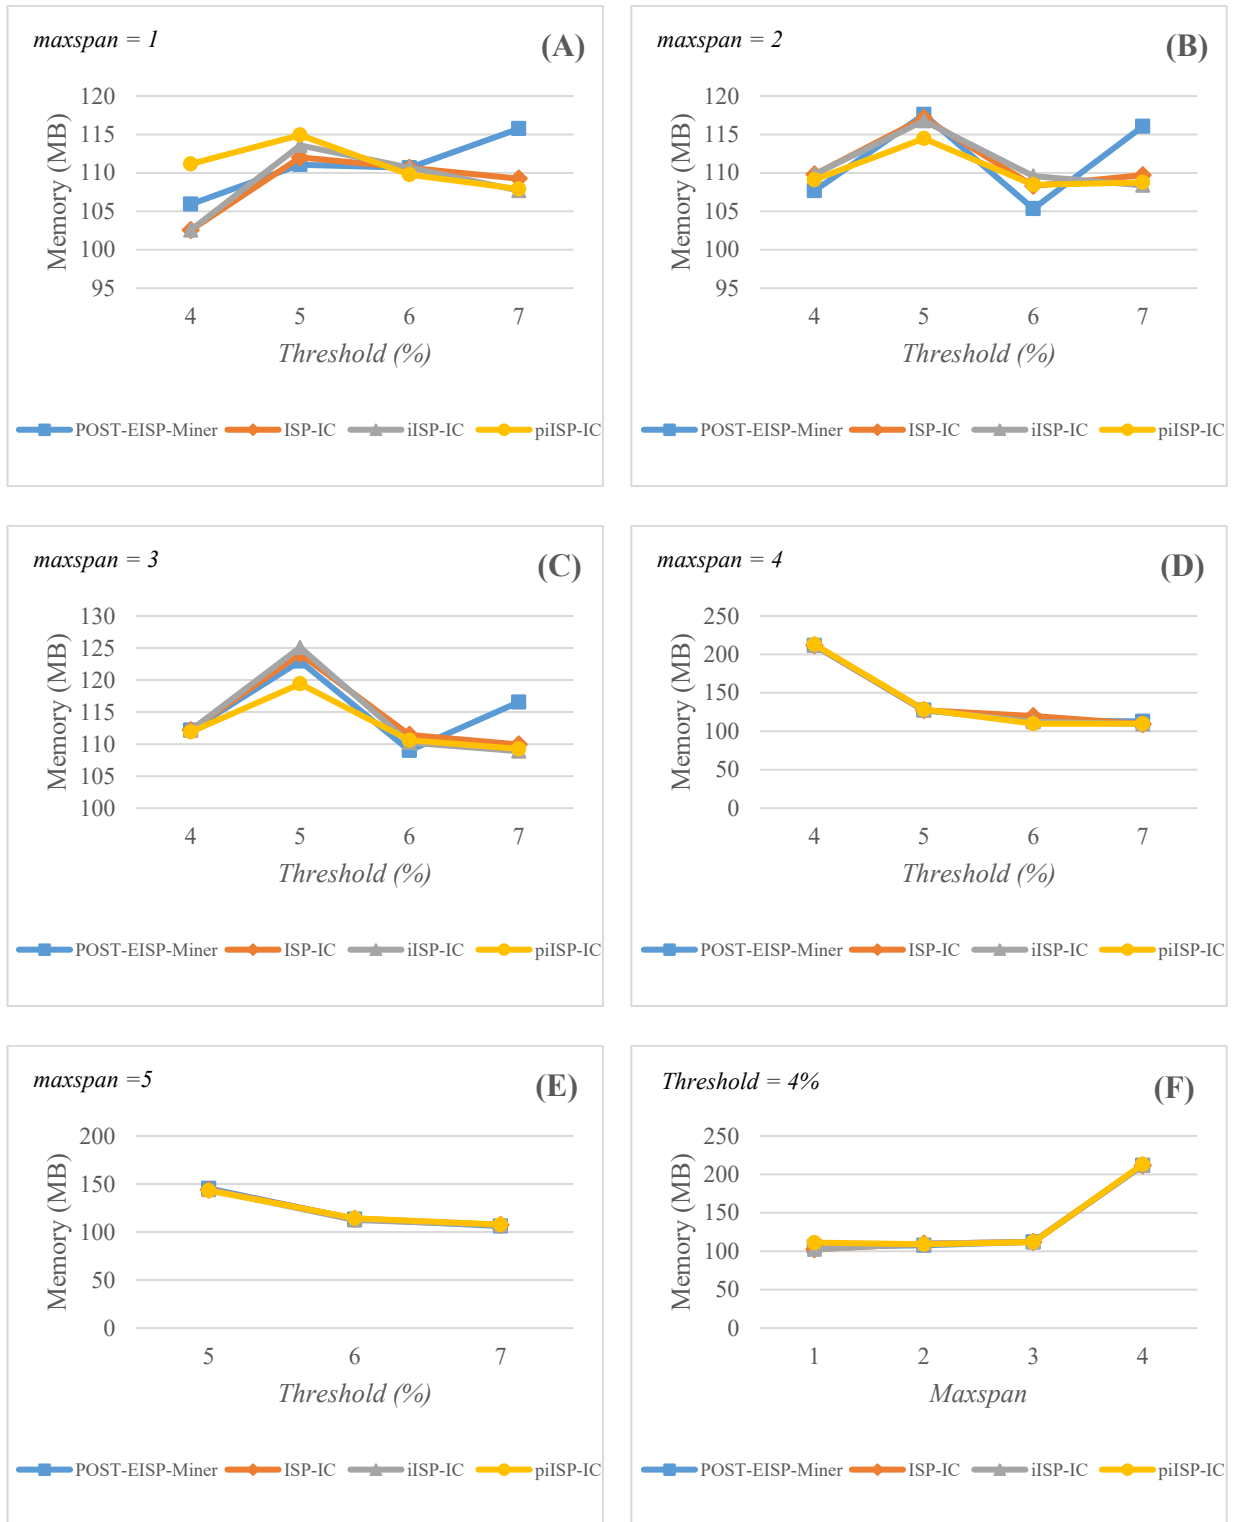 maxspan = 1
(A)
120
115
110
105
100
95
Memory (MB)
4 5 6 7
Threshold (%)
POST-EISP-Miner ISP-IC iISP-IC piISP-IC
maxspan = 2
(B)
120
115
110
105
100
95
Memory (MB)
4 5 6 7
Threshold (%)
POST-EISP-Miner ISP-IC iISP-IC piISP-IC
maxspan = 3
(C)
130
125
120
115
110
105
100
Memory (MB)
4 5 6 7
Threshold (%)
POST-EISP-Miner ISP-IC iISP-IC piISP-IC
maxspan = 4
(D)
250
200
150
100
50
0
Memory (MB)
4 5 6 7
Threshold (%)
POST-EISP-Miner ISP-IC iISP-IC piISP-IC
maxspan =5
(E)
200
150
100
50
0
Memory (MB)
5 6 7
Threshold (%)
POST-EISP-Miner ISP-IC iISP-IC piISP-IC
Threshold = 4%
(F)
250
200
150
100
50
0
Memory (MB)
1 2 3 4
Maxspan
POST-EISP-Miner ISP-IC iISP-IC piISP-IC